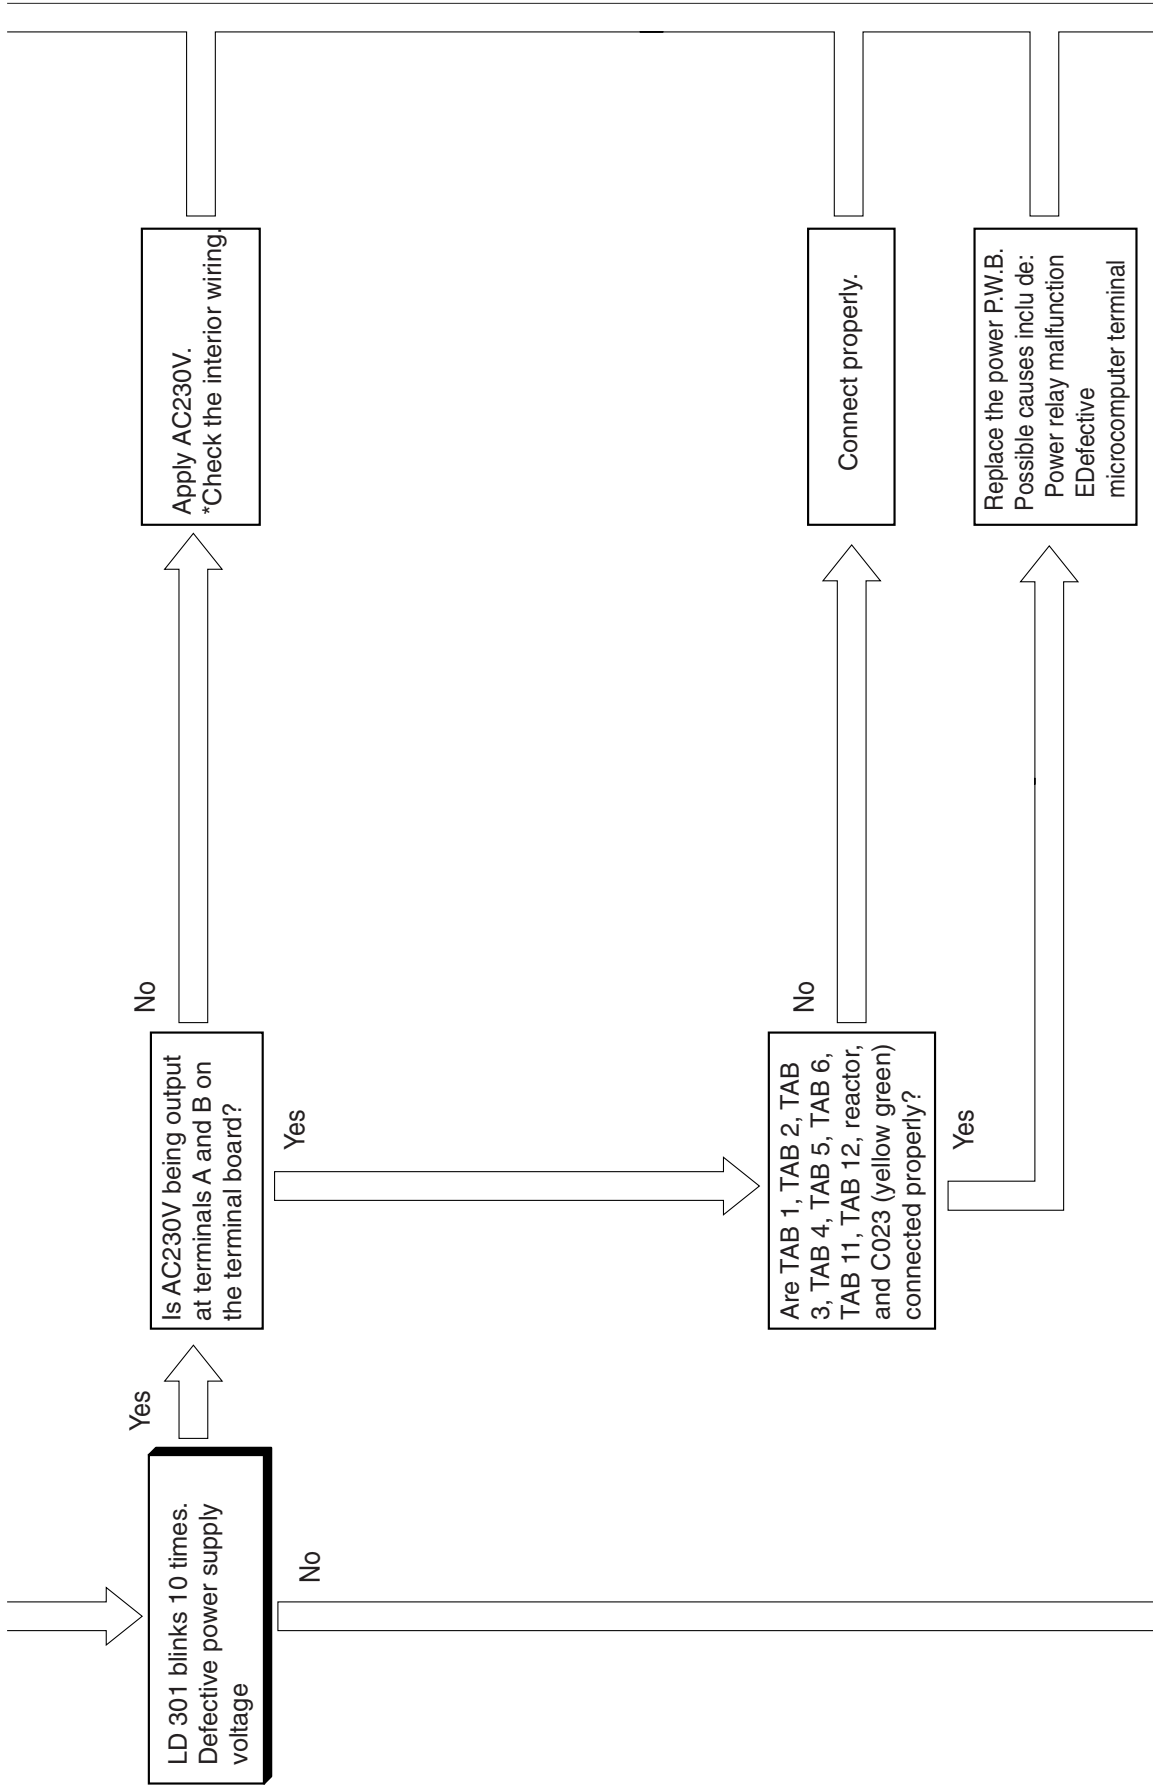 LD 301 blinks 10 times.
Defective power supply
voltage
Yes
No
Is AC230V being output
at terminals A and B on
the terminal board?
No
Yes
Apply AC230V.
*Check the interior wiring.
Are TAB 1, TAB 2, TAB
3, TAB 4, TAB 5, TAB 6,
TAB 11, TAB 12, reactor,
and C023 (yellow green)
connected properly?
No
Yes
Connect properly.
Replace the power P.W.B.
Possible causes inclu de:
Power relay malfunction
EDefective
microcomputer terminal